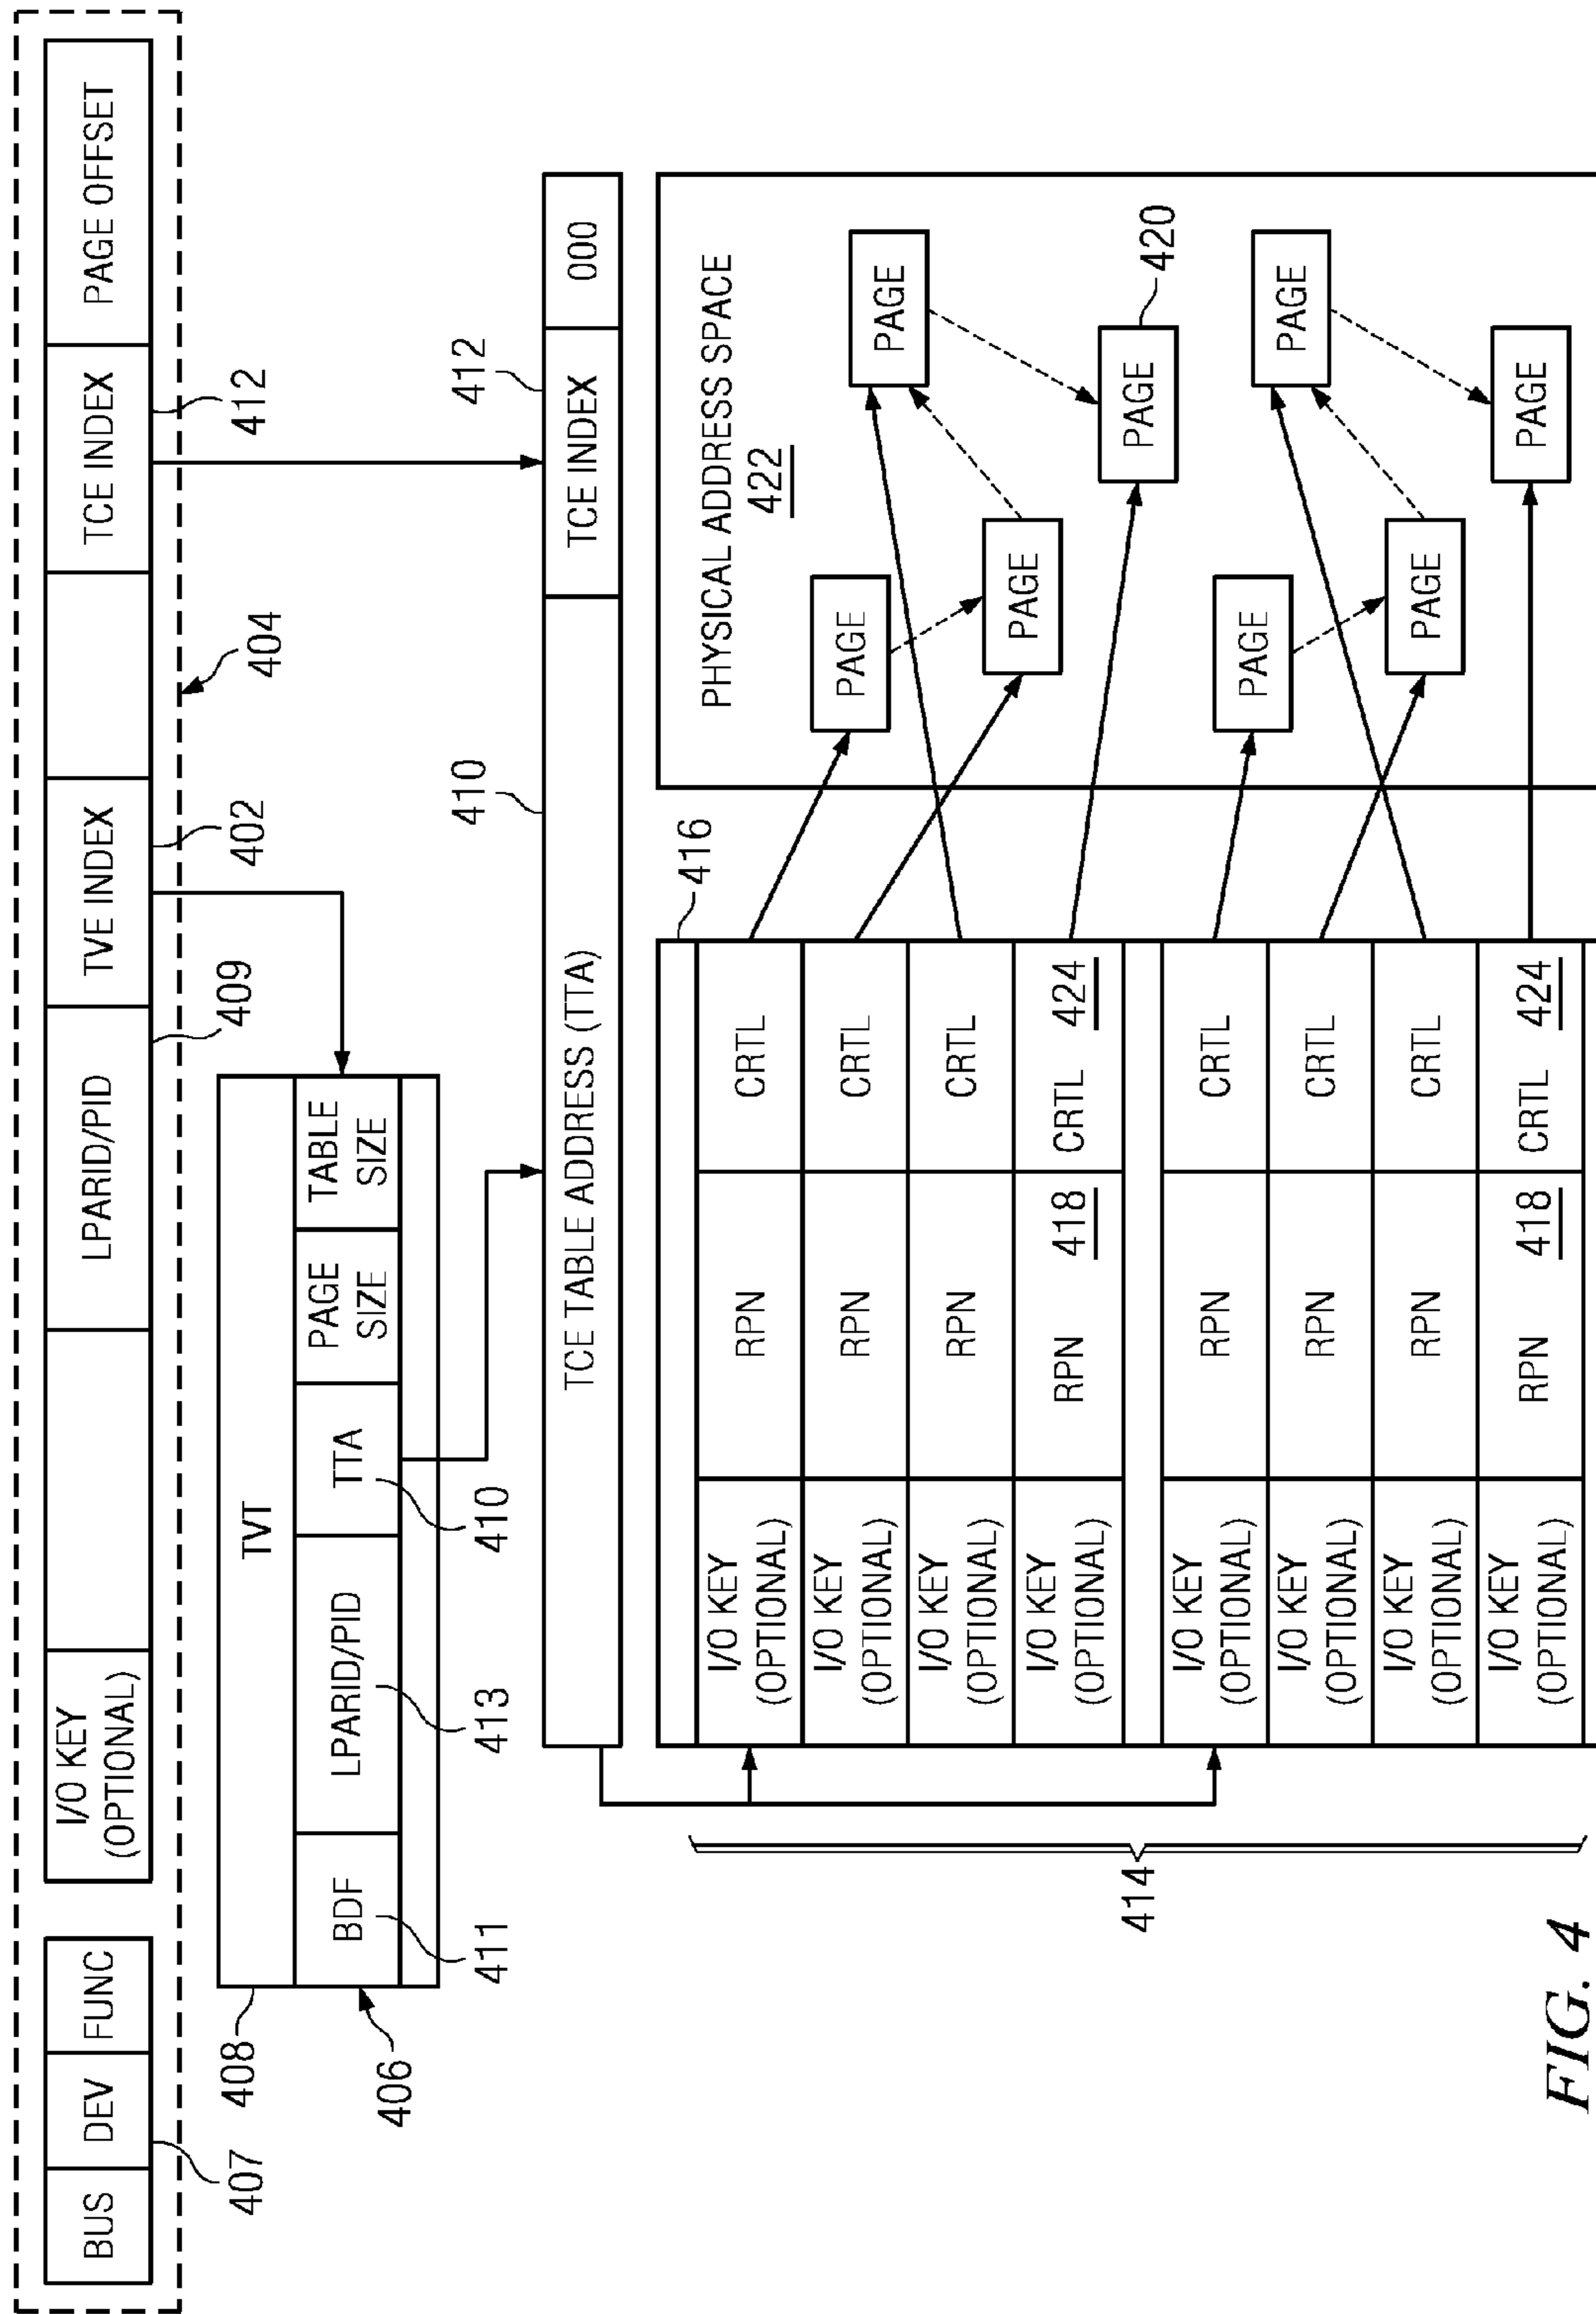 BUS
DEV
FUNC
I/O KEY
(OPTIONAL)
LPARID/PID
TVE INDEX
TCE INDEX
PAGE OFFSET
407
409
402
404
412
408
TVT
406
BDF
LPARID/PID
TTA
PAGE
SIZE
TABLE
SIZE
411
413
410
410
412
TCE TABLE ADDRESS (TTA)
TCE INDEX
000
416
I/O KEY
(OPTIONAL)
RPN
CRTL
I/O KEY
(OPTIONAL)
RPN
CRTL
I/O KEY
(OPTIONAL)
RPN
CRTL
I/O KEY
(OPTIONAL)
RPN 418
CRTL 424
I/O KEY
(OPTIONAL)
RPN
CRTL
I/O KEY
(OPTIONAL)
RPN
CRTL
I/O KEY
(OPTIONAL)
RPN
CRTL
I/O KEY
(OPTIONAL)
RPN 418
CRTL 424
414
PHYSICAL ADDRESS SPACE
422
PAGE
PAGE
PAGE
PAGE
420
PAGE
PAGE
PAGE
PAGE
FIG. 4